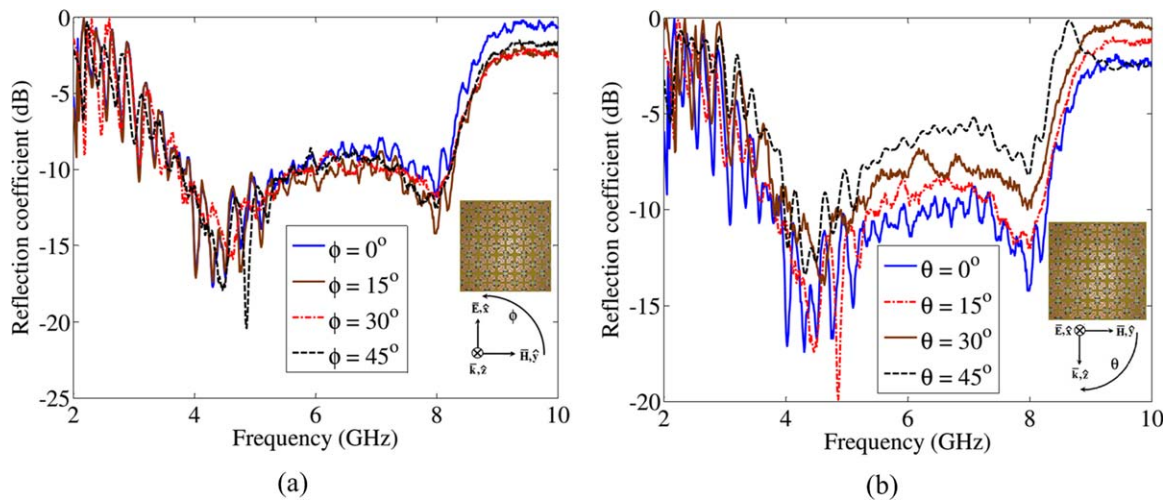 0
-5
-10
-15
-20
-25
Reflection coefficient (dB)
2 4 6 8 10
Frequency (GHz)
ϕ = 0°
ϕ = 15°
ϕ = 30°
ϕ = 45°
Ē,x̂
ϕ
H̄,ŷ
k̄,ẑ
(a)
0
-5
-10
-15
-20
Reflection coefficient (dB)
2 4 6 8 10
Frequency (GHz)
θ = 0°
θ = 15°
θ = 30°
θ = 45°
Ē,x̂
H̄,ŷ
k̄,ẑ
θ
(b)